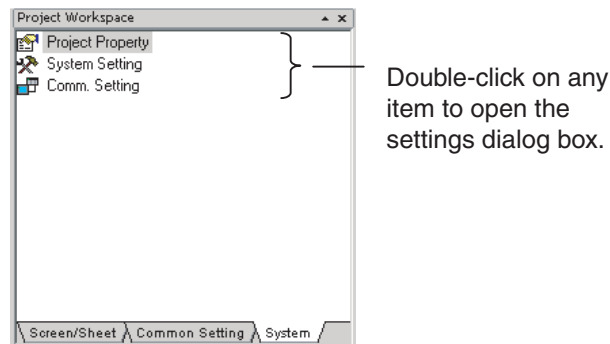 Project Workspace
Project Property
System Setting
Comm. Setting
Double-click on any
item to open the
settings dialog box.
Screen/Sheet
Common Setting
System